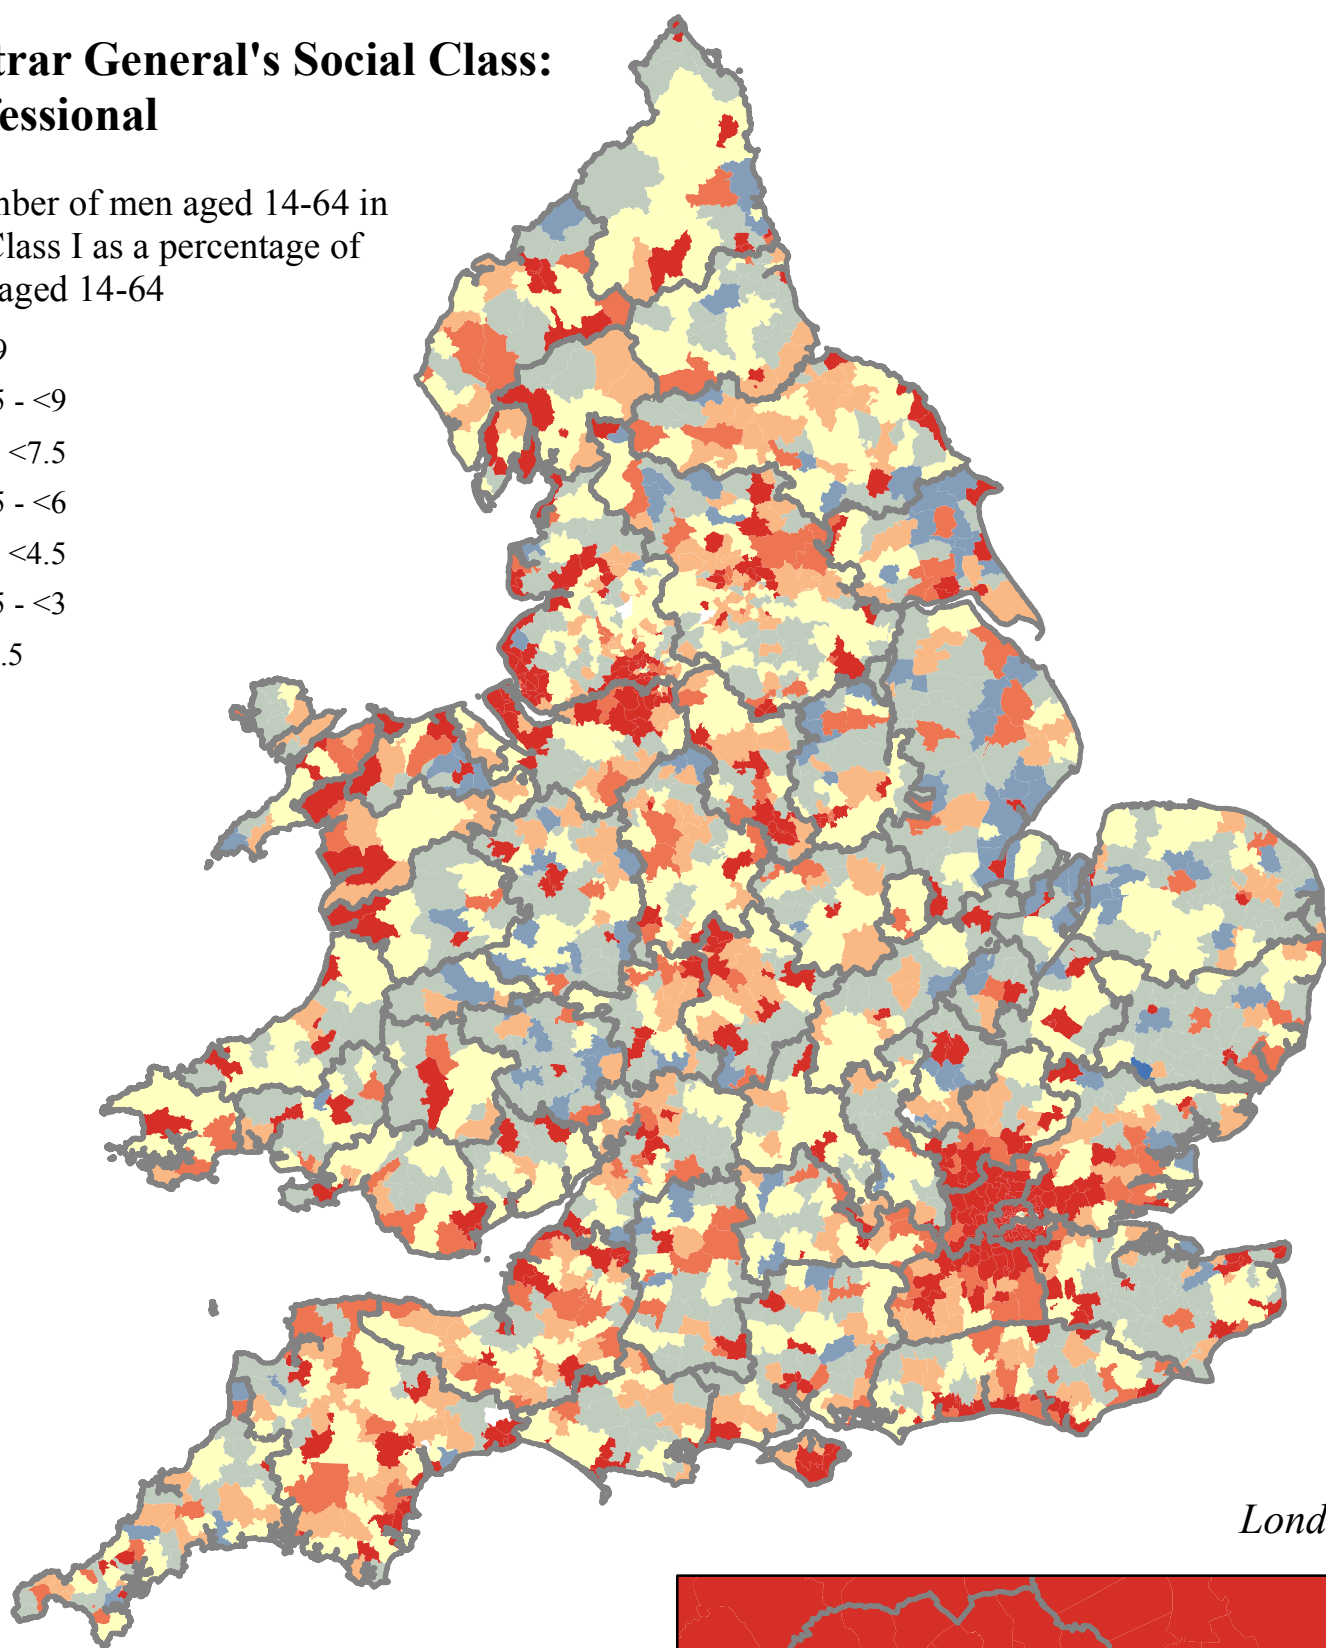 trar General's Social Class:
fessional
nber of men aged 14-64 in
Class I as a percentage of
aged 14-64
9
5 - <9
<7.5
5 - <6
<4.5
5 - <3
.5
Lond